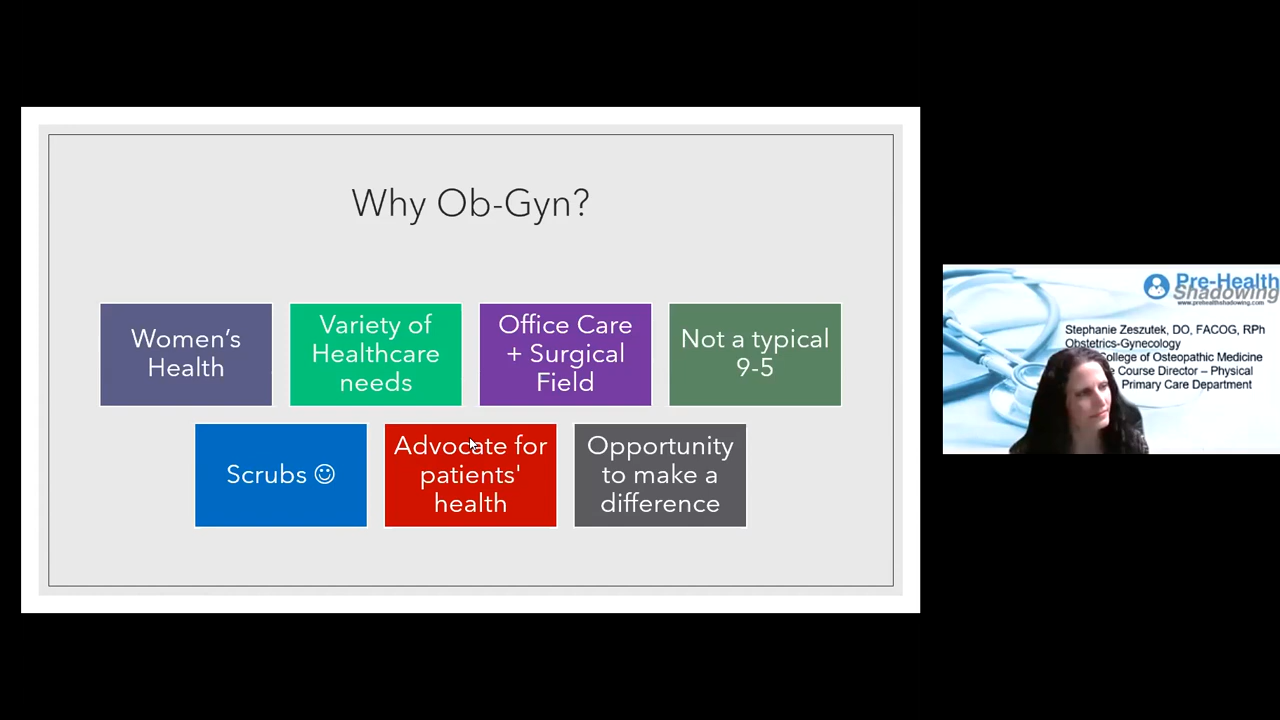 Why Ob-Gyn?
Women's
Health
Variety of
Healthcare
needs
Office Care
+ Surgical
Field
Not a typical
9-5
Scrubs ☺
Advocate for
patients'
health
Opportunity
to make a
difference
Pre-Health
Shadowing
www.prehealthshadowing.com
Stephanie Zeszutek, DO, FACOG, RPh
Obstetrics-Gynecology
College of Osteopathic Medicine
Course Director – Physical
Primary Care Department